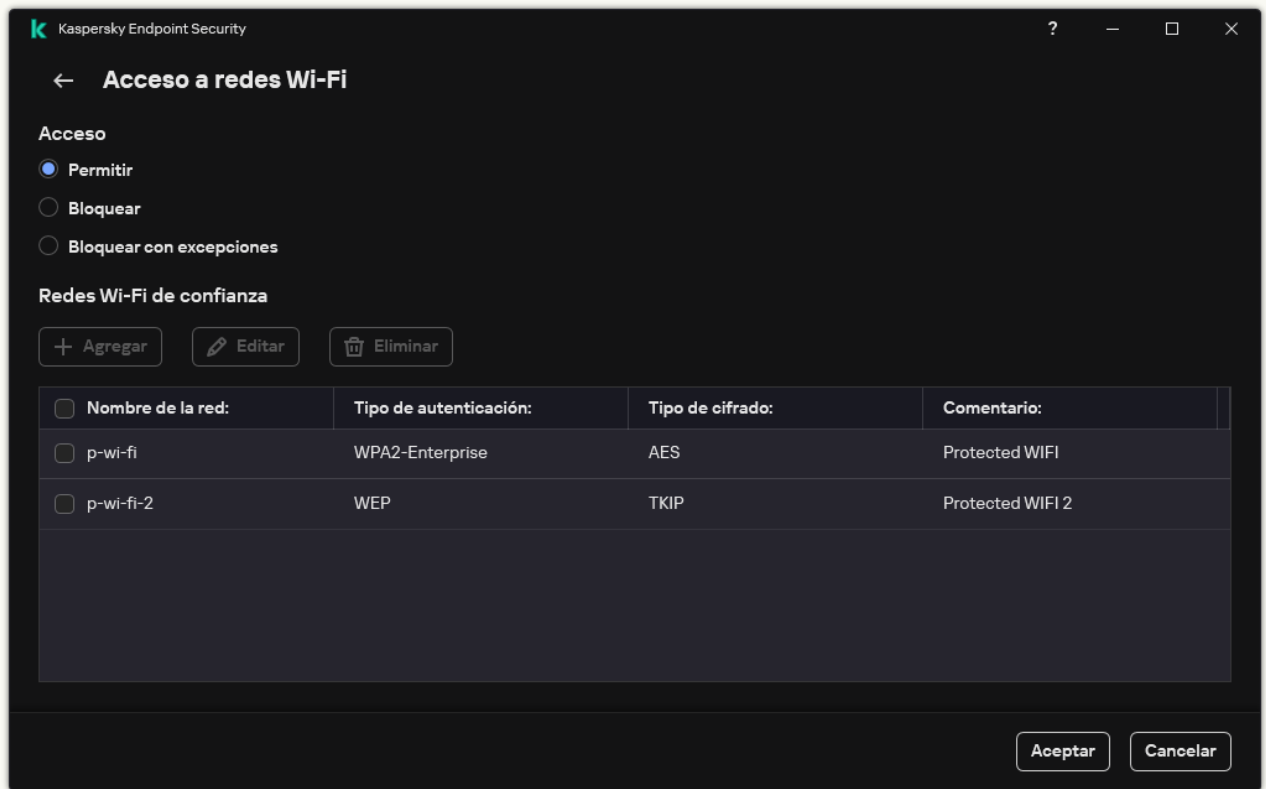 Kaspersky Endpoint Security ?
Acceso a redes Wi-Fi
Acceso
Permitir
Bloquear
Bloquear con excepciones
Redes Wi-Fi de confianza
Agregar Editar Eliminar
Nombre de la red: Tipo de autenticación: Tipo de cifrado: Comentario:
p-wi-fi WPA2-Enterprise AES Protected WIFI
p-wi-fi-2 WEP TKIP Protected WIFI 2
Aceptar Cancelar